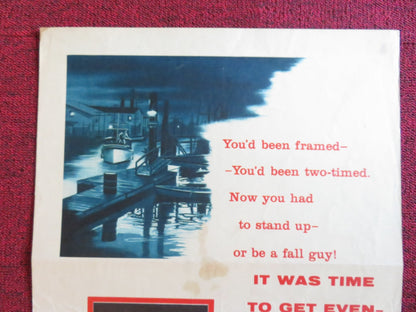 You'd been framed—
—You'd been two-timed.
Now you had
to stand up—
or be a fall guy!
IT WAS TIME
TO GET EVEN—